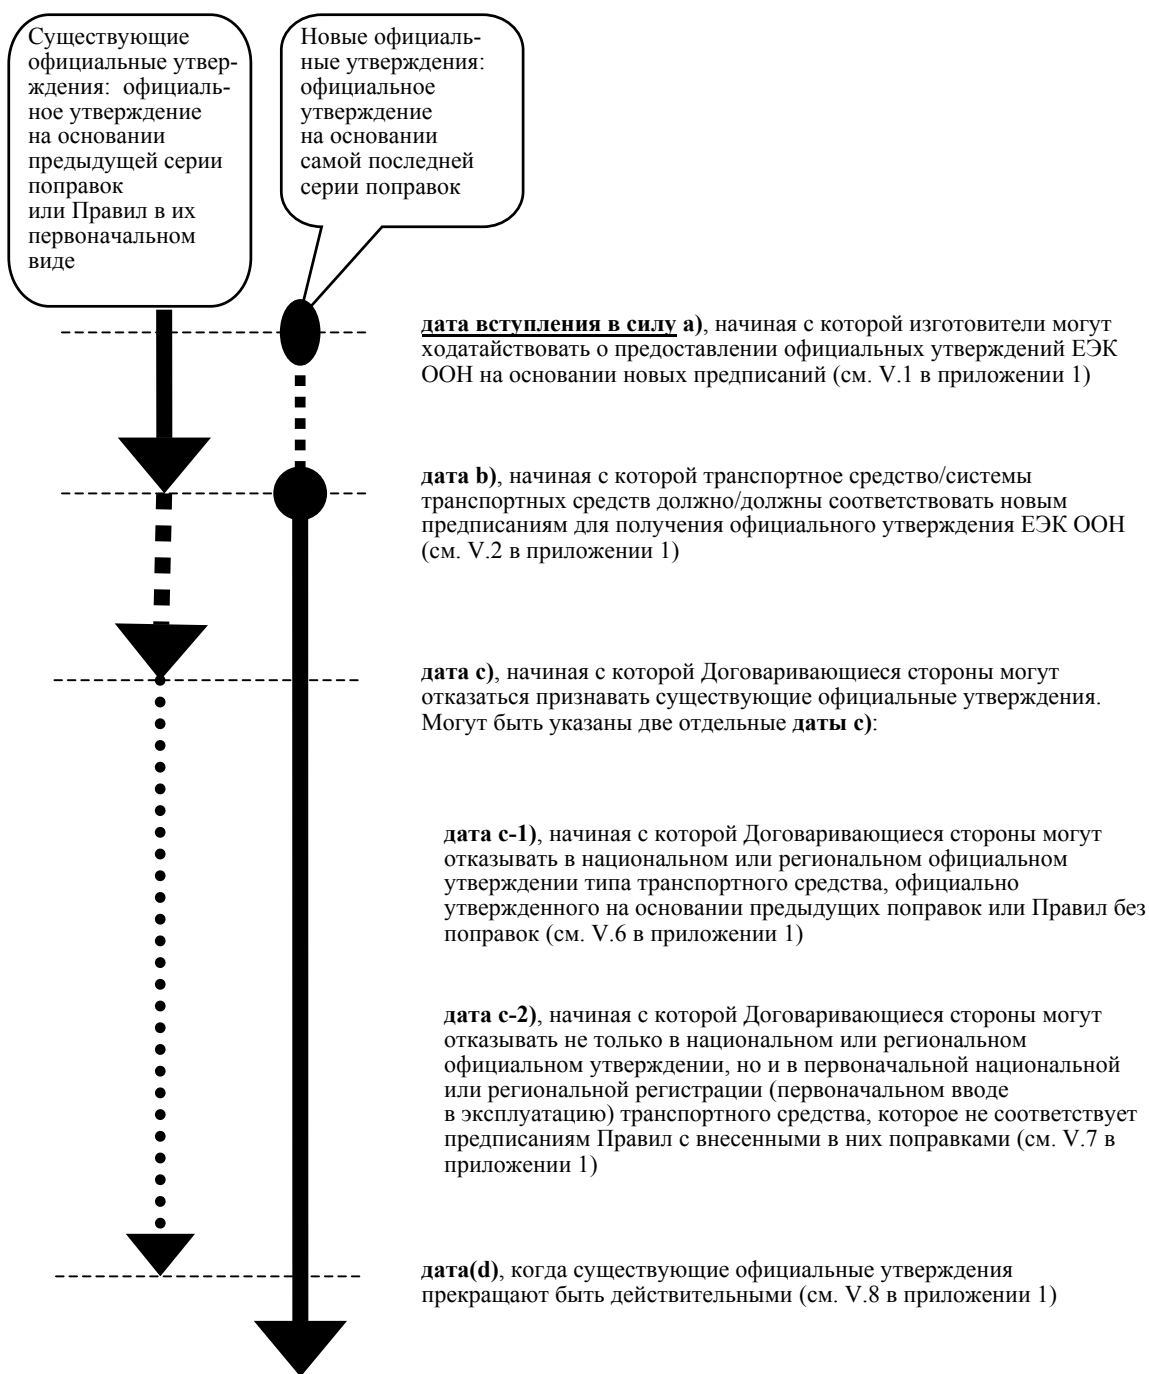 Существующие
официальные утвер-
ждения: официаль-
ное утверждение
на основании
предыдущей серии
поправок
или Правил в их
первоначальном
виде
Новые официаль-
ные утверждения:
официальное
утверждение
на основании
самой последней
серии поправок
дата вступления в силу a), начиная с которой изготовители могут
ходатайствовать о предоставлении официальных утверждений ЕЭК
ООН на основании новых предписаний (см. V.1 в приложении 1)
дата b), начиная с которой транспортное средство/системы
транспортных средств должно/должны соответствовать новым
предписаниям для получения официального утверждения ЕЭК ООН
(см. V.2 в приложении 1)
дата c), начиная с которой Договаривающиеся стороны могут
отказаться признавать существующие официальные утверждения.
Могут быть указаны две отдельные даты c):
дата c-1), начиная с которой Договаривающиеся стороны могут
отказывать в национальном или региональном официальном
утверждении типа транспортного средства, официально
утвержденного на основании предыдущих поправок или Правил без
поправок (см. V.6 в приложении 1)
дата c-2), начиная с которой Договаривающиеся стороны могут
отказывать не только в национальном или региональном
официальном утверждении, но и в первоначальной национальной
или региональной регистрации (первоначальном вводе
в эксплуатацию) транспортного средства, которое не соответствует
предписаниям Правил с внесенными в них поправками (см. V.7 в
приложении 1)
дата(d), когда существующие официальные утверждения
прекращают быть действительными (см. V.8 в приложении 1)